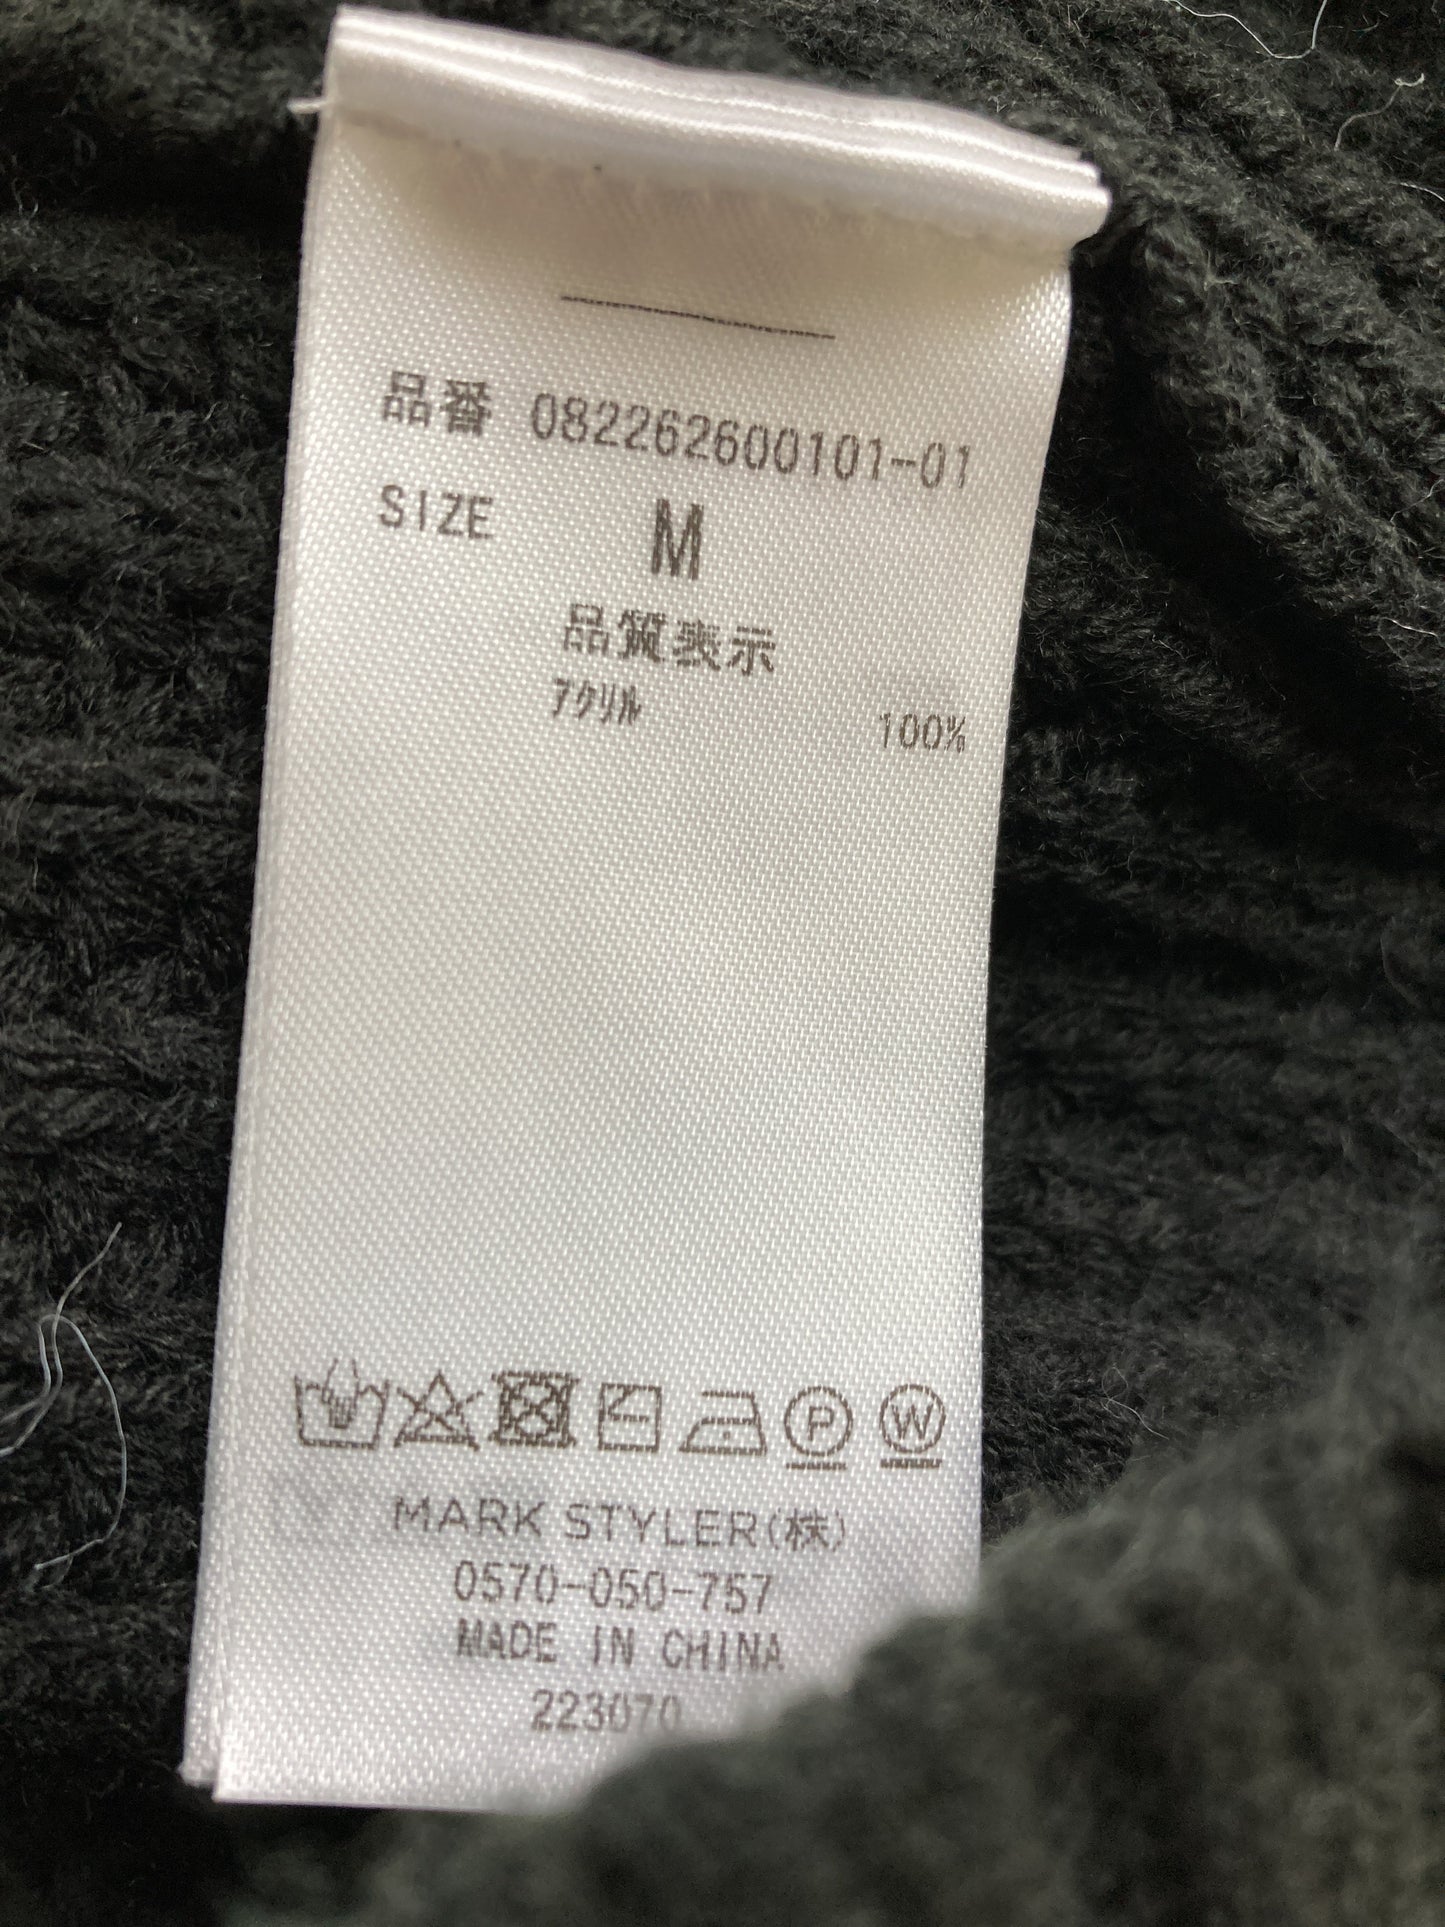 品番 082262600101-01
SIZE M
品質表示
ｱｸﾘﾙ 100%
P W
MARK STYLER(株)
0570-050-757
MADE IN CHINA
223070